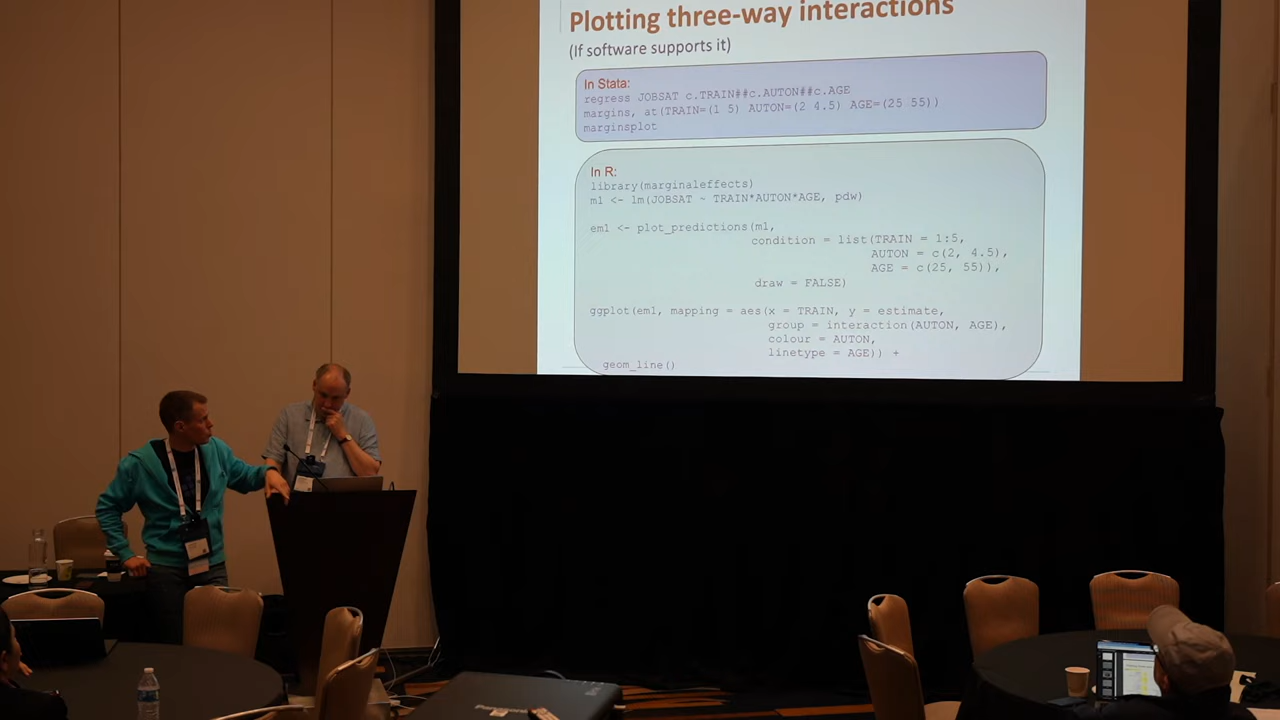 Plotting three-way interactions
(If software supports it)
In Stata:
regress JOBSAT c.TRAIN##c.AUTON##c.AGE
margins, at(TRAIN=(1 5) AUTON=(2 4.5) AGE=(25 55))
marginsplot
In R:
library(marginaleffects)
m1 <- lm(JOBSAT ~ TRAIN*AUTON*AGE, pdw)
em1 <- plot_predictions(m1,
condition = list(TRAIN = 1:5,
AUTON = c(2, 4.5),
AGE = c(25, 55)),
draw = FALSE)
ggplot(em1, mapping = aes(x = TRAIN, y = estimate,
group = interaction(AUTON, AGE),
colour = AUTON,
linetype = AGE)) +
geom_line()